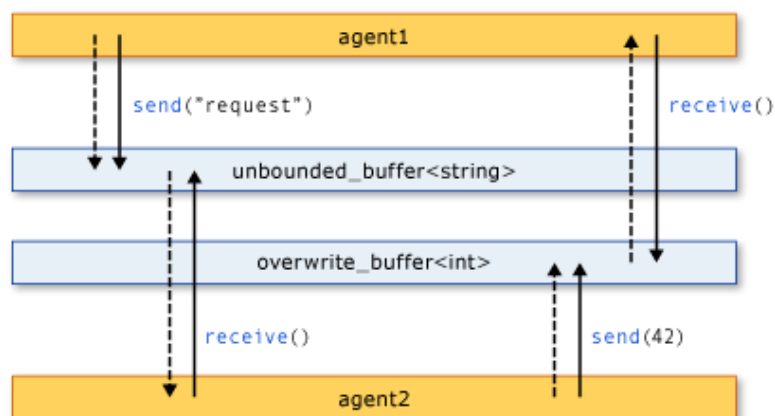 agent1
send("request")
receive()
unbounded_buffer<string>
overwrite_buffer<int>
receive()
send(42)
agent2